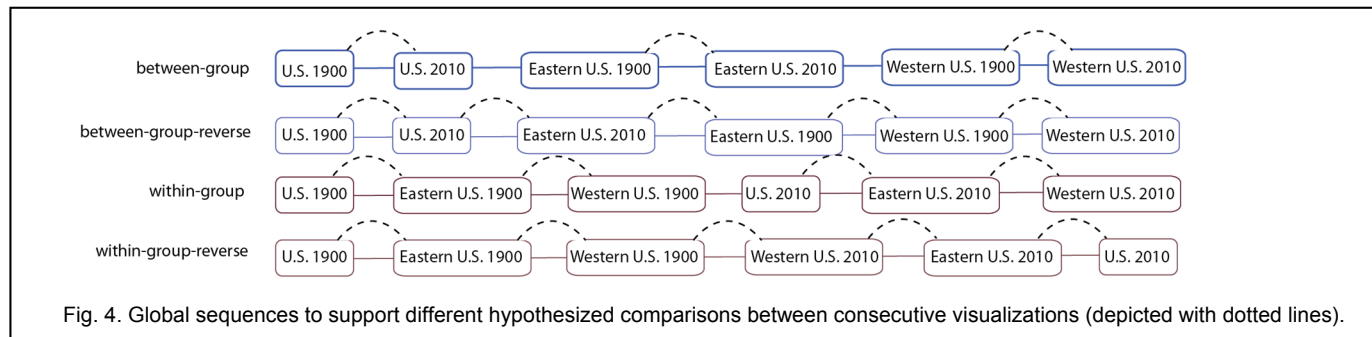 between-group U.S. 1900 U.S. 2010 Eastern U.S. 1900 Eastern U.S. 2010 Western U.S. 1900 Western U.S. 2010
between-group-reverse U.S. 1900 U.S. 2010 Eastern U.S. 2010 Eastern U.S. 1900 Western U.S. 1900 Western U.S. 2010
within-group U.S. 1900 Eastern U.S. 1900 Western U.S. 1900 U.S. 2010 Eastern U.S. 2010 Western U.S. 2010
within-group-reverse U.S. 1900 Eastern U.S. 1900 Western U.S. 1900 Western U.S. 2010 Eastern U.S. 2010 U.S. 2010
Fig. 4. Global sequences to support different hypothesized comparisons between consecutive visualizations (depicted with dotted lines).